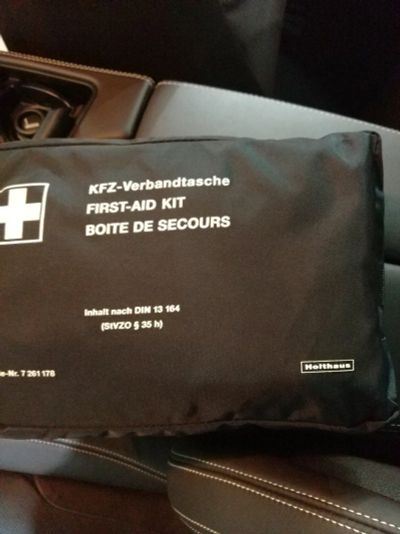 KFZ-Verbandtasche
FIRST-AID KIT
BOITE DE SECOURS
Inhalt nach DIN 13 164
(StVZO § 35 h)
e-Nr. 7 261 178
Holthaus